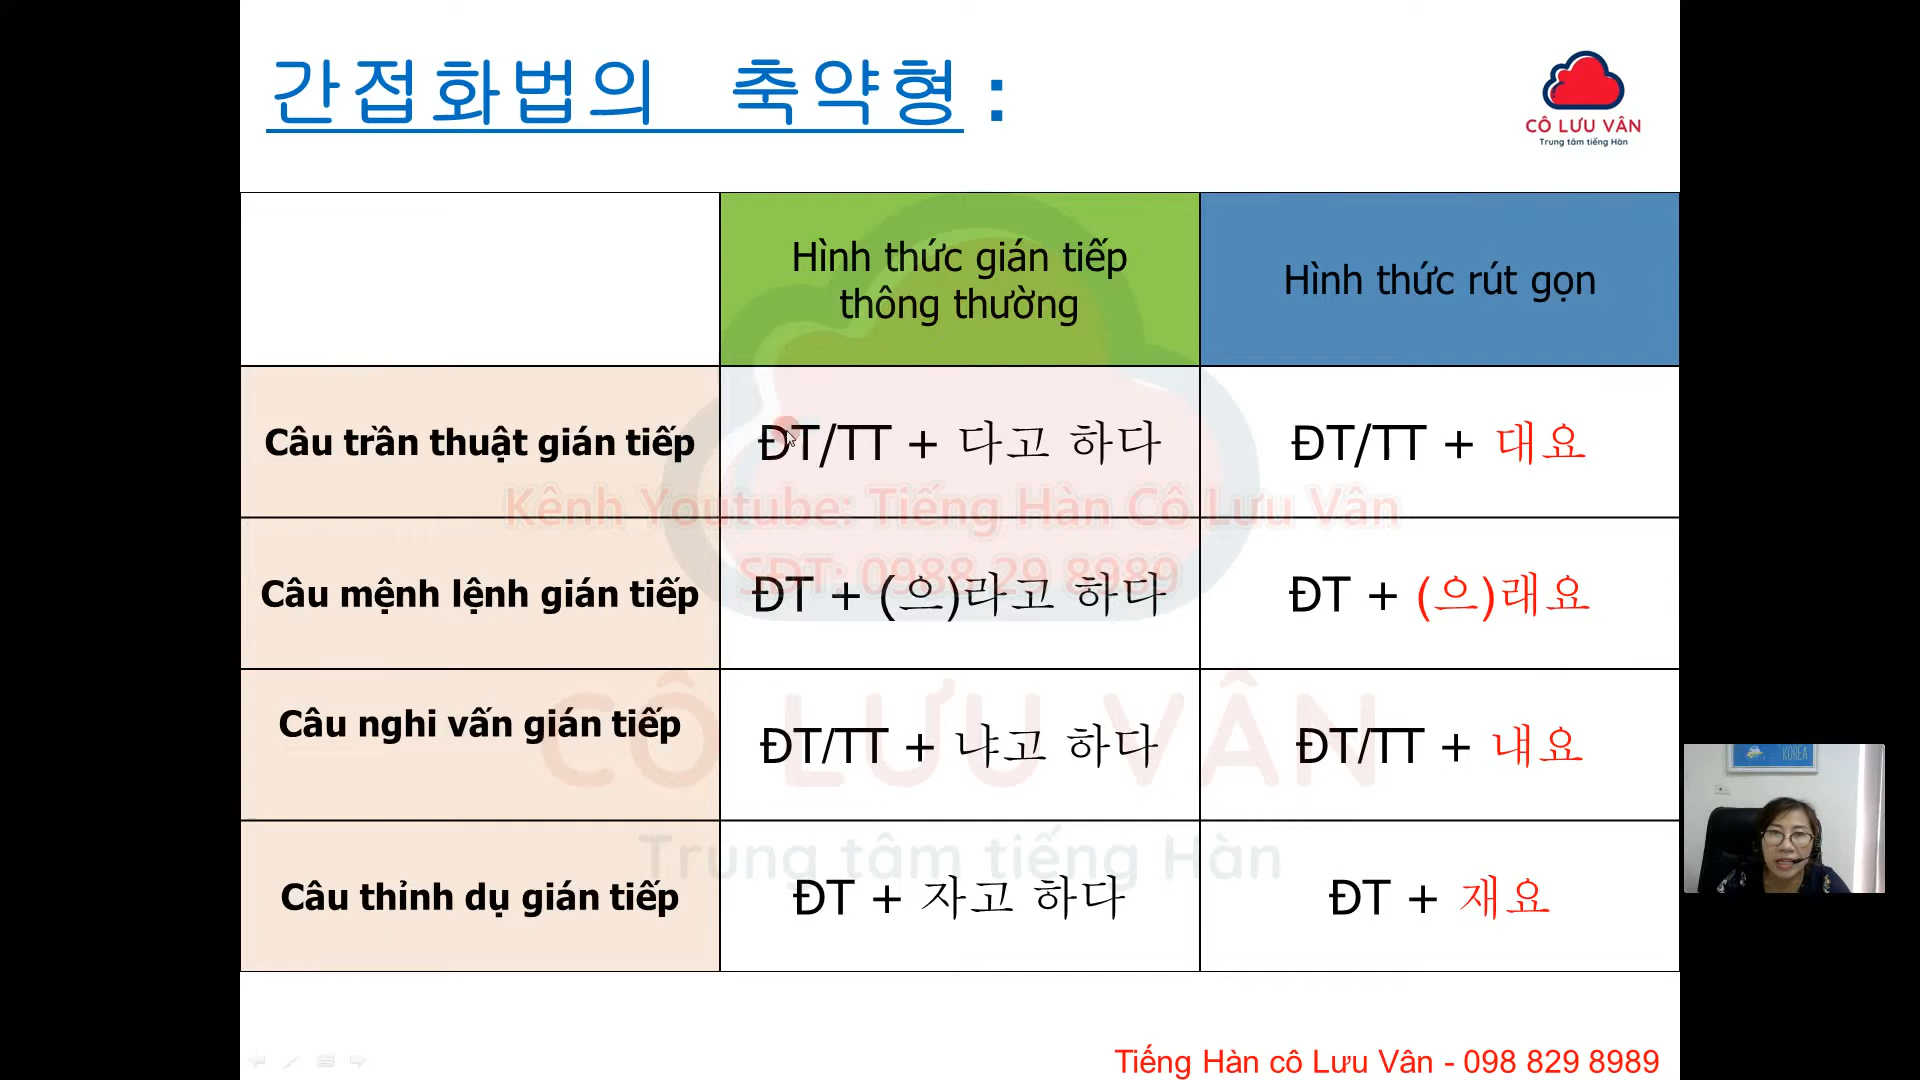 간접화법의 축약형 :
CÔ LƯU VÂN
Trung tâm tiếng Hàn
Hình thức gián tiếp
thông thường
Hình thức rút gọn
Câu trần thuật gián tiếp
ĐT/TT + 다고 하다
ĐT/TT + 대요
Kênh Youtube: Tiếng Hàn Cô Lưu Vân
SĐT: 0988 29 8989
Câu mệnh lệnh gián tiếp
ĐT + (으)라고 하다
ĐT + (으)래요
Câu nghi vấn gián tiếp
ĐT/TT + 냐고 하다
ĐT/TT + 내요
CÔ LƯU VÂN
Trung tâm tiếng Hàn
Câu thỉnh dụ gián tiếp
ĐT + 자고 하다
ĐT + 재요
KOREA
Tiếng Hàn cô Lưu Vân - 098 829 8989